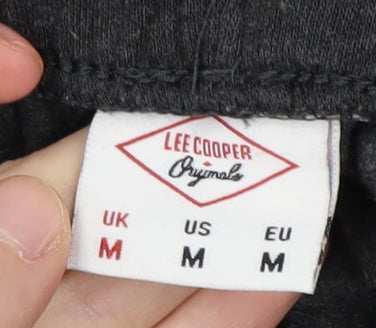 LEE COOPER
Originals
UK US EU
M M M